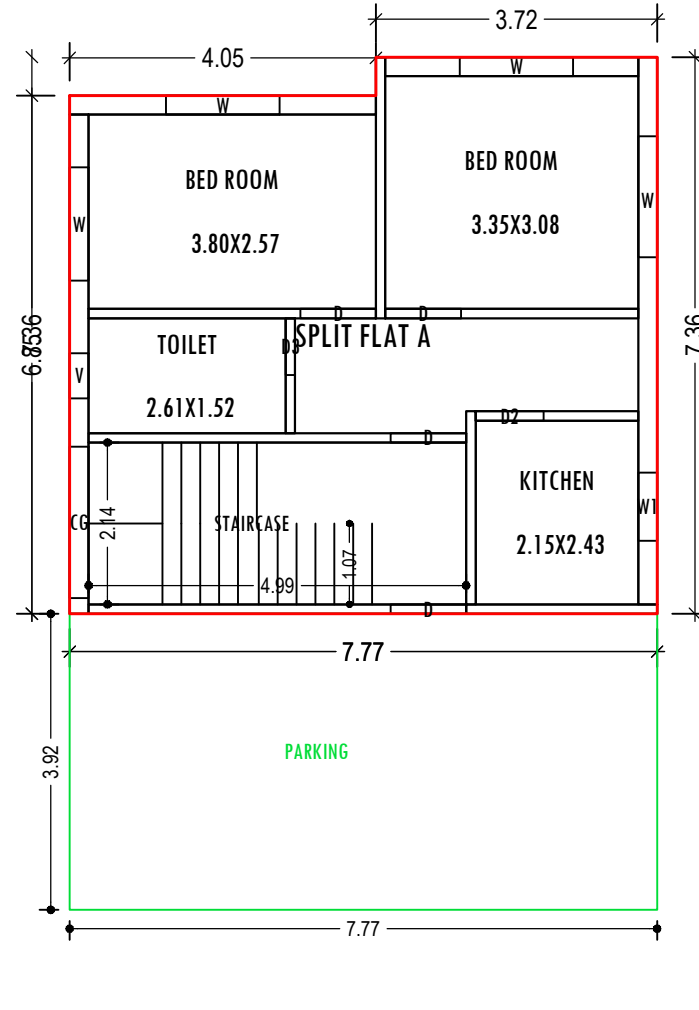 3.72
4.05
W
W
BED ROOM
3.80X2.57
BED ROOM
3.35X3.08
W
W
D
D
SPLIT FLAT A
7.36
TOILET
2.61X1.52
D3
V
D
D2
KITCHEN
2.15X2.43
W1
CG
2.14
STAIRCASE
1.07
4.99
D
7.77
3.92
PARKING
7.77